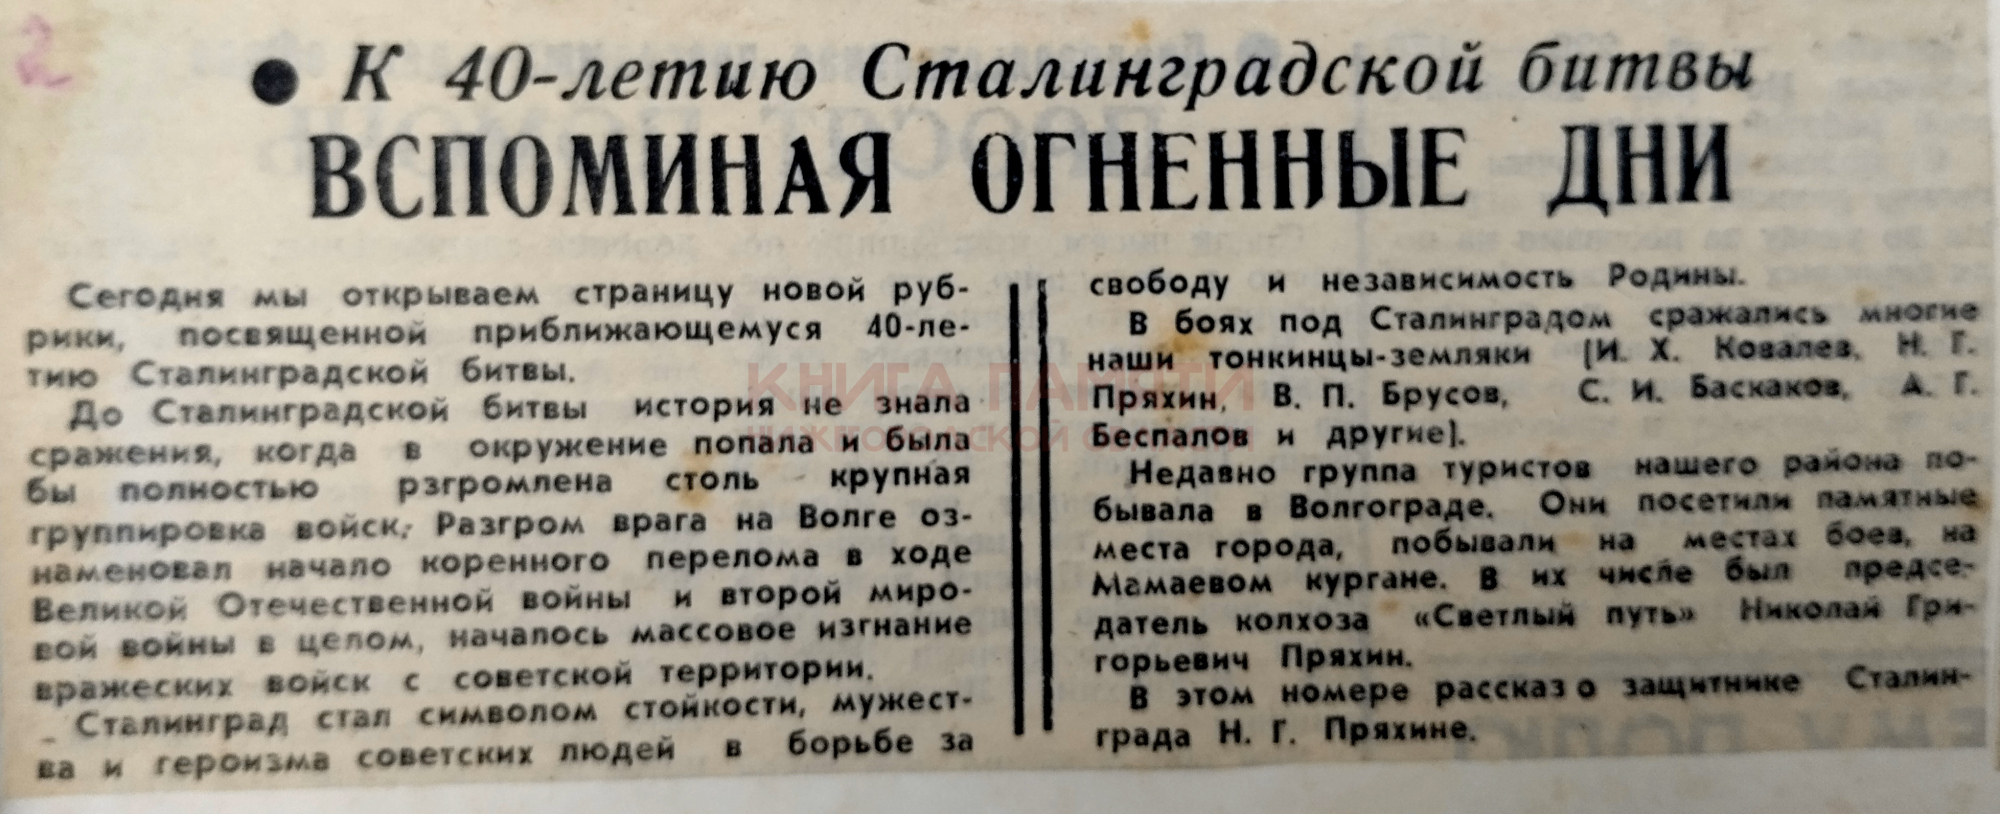 2
● К 40-летию Сталинградской битвы
ВСПОМИНАЯ ОГНЕННЫЕ ДНИ
Сегодня мы открываем страницу новой руб-
рики, посвященной приближающемуся 40-ле-
тию Сталинградской битвы.
До Сталинградской битвы история не знала
сражения, когда в окружение попала и была
бы полностью рзгромлена столь крупная
группировка войск. Разгром врага на Волге оз-
наменовал начало коренного перелома в ходе
Великой Отечественной войны и второй миро-
вой войны в целом, началось массовое изгнание
вражеских войск с советской территории.
Сталинград стал символом стойкости, мужест-
ва и героизма советских людей в борьбе за
свободу и независимость Родины.
В боях под Сталинградом сражались многие
наши тонкинцы-земляки (И. Х. Ковалев, Н. Г.
Пряхин, В. П. Брусов, С. И. Баскаков, А. Г.
Беспалов и другие).
Недавно группа туристов нашего района по-
бывала в Волгограде. Они посетили памятные
места города, побывали на местах боев, на
Мамаевом кургане. В их числе был предсе-
датель колхоза «Светлый путь» Николай Гри-
горьевич Пряхин.
В этом номере рассказ о защитнике Сталин-
града Н. Г. Пряхине.
КНИГА ПАМЯТИ
НИЖЕГОРОДСКОЙ ОБЛАСТИ